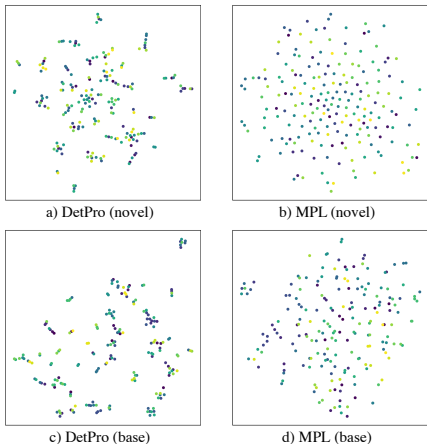 a) DetPro (novel)
b) MPL (novel)
c) DetPro (base)
d) MPL (base)